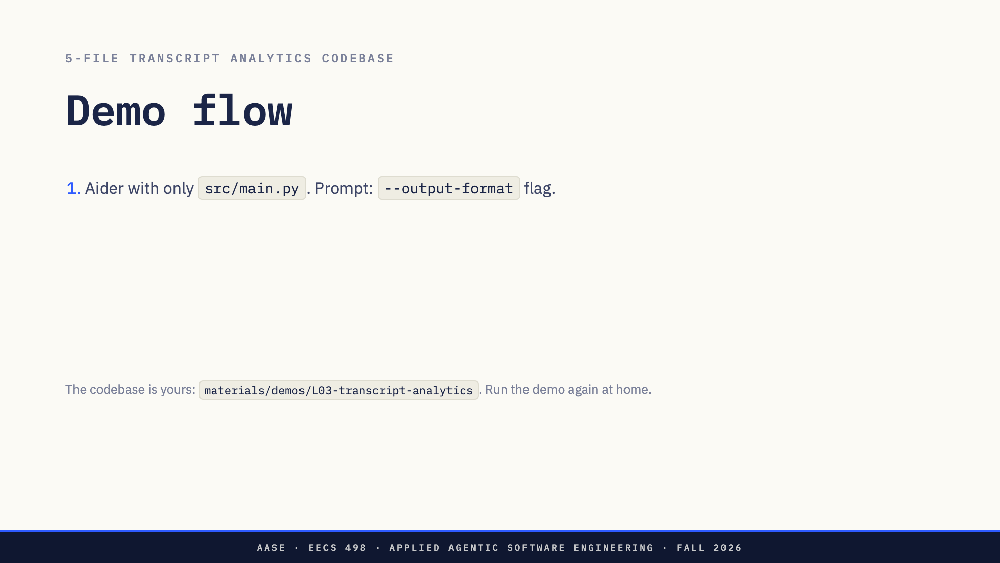 5-FILE TRANSCRIPT ANALYTICS CODEBASE
Demo flow
1. Aider with only src/main.py. Prompt: --output-format flag.
The codebase is yours: materials/demos/L03-transcript-analytics. Run the demo again at home.
AASE · EECS 498 · APPLIED AGENTIC SOFTWARE ENGINEERING · FALL 2026